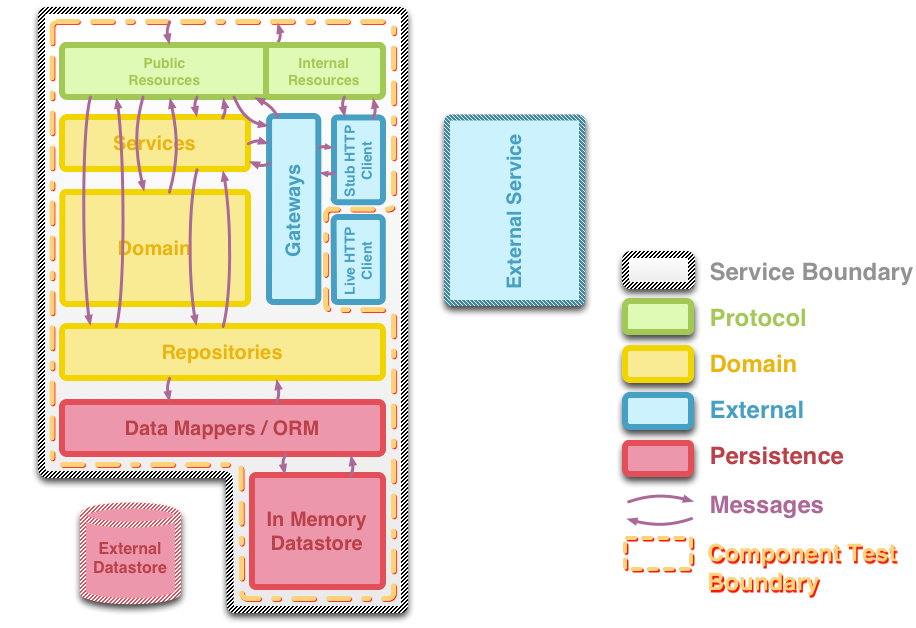 Public
Resources
Internal
Resources
Services
Domain
Gateways
Stub HTTP
Client
Live HTTP
Client
Repositories
Data Mappers / ORM
In Memory
Datastore
External
Datastore
External Service
Service Boundary
Protocol
Domain
External
Persistence
Messages
Component Test
Boundary